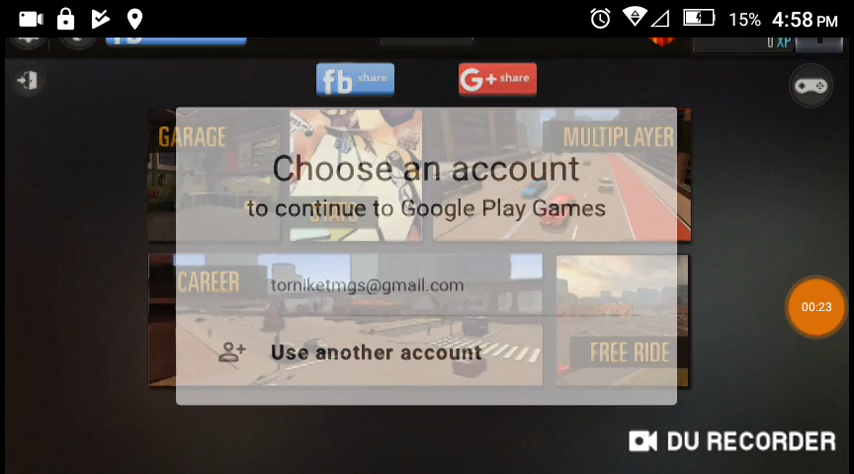 15% 4:58 PM
fb
0 XP
fb share
G+ share
GARAGE
MULTIPLAYER
Choose an account
to continue to Google Play Games
CAREER
torniketmgs@gmail.com
00:23
Use another account
FREE RIDE
DU RECORDER